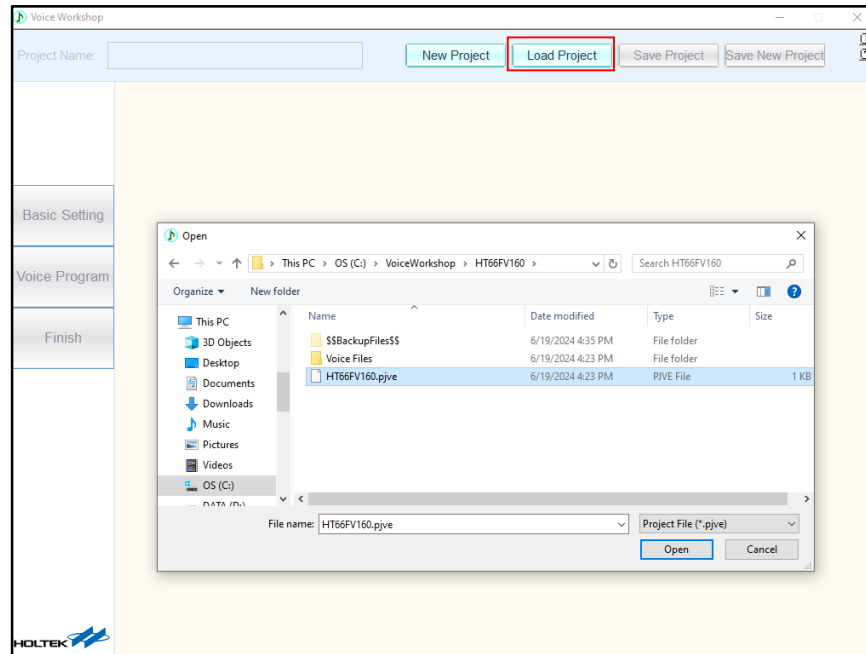 Voice Workshop
Project Name:
New Project
Load Project
Save Project
Save New Project
Basic Setting
Voice Program
Finish
Open
This PC > OS (C:) > VoiceWorkshop > HT66FV160 >
Search HT66FV160
Organize
New folder
Name
Date modified
Type
Size
This PC
3D Objects
Desktop
Documents
Downloads
Music
Pictures
Videos
OS (C:)
DATA (D:)
$$BackupFiles$$ 6/19/2024 4:35 PM File folder
Voice Files 6/19/2024 4:23 PM File folder
HT66FV160.pjve 6/19/2024 4:23 PM PJVE File 1 KB
File name: HT66FV160.pjve
Project File (*.pjve)
Open
Cancel
HOLTEK